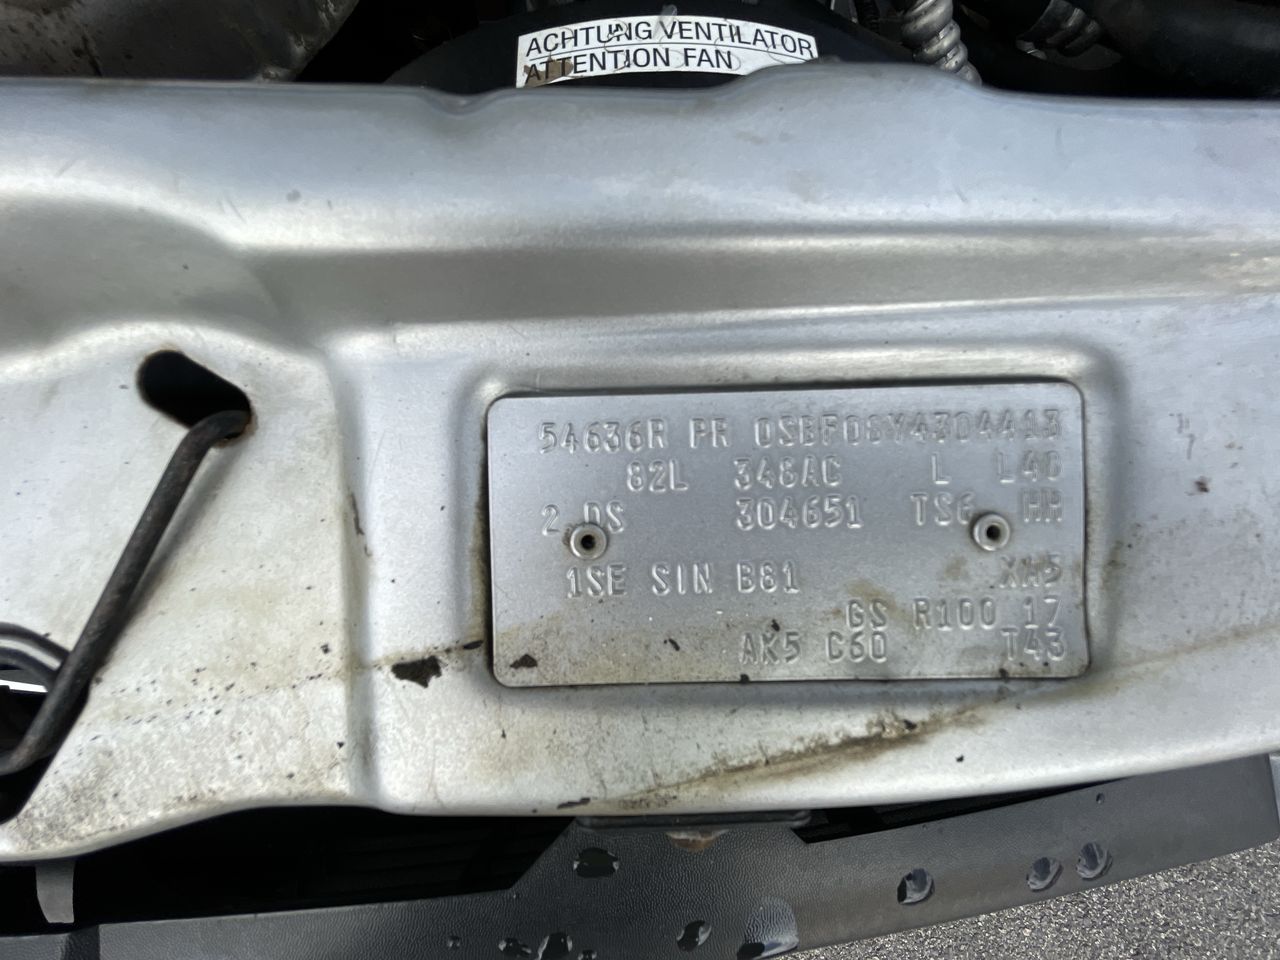 ACHTUNG VENTILATOR
ATTENTION FAN
54636R PR 0SBF08Y4304413
82L 348AC L L40
2.DS 304651 TS6 HH
1SE SIN B81 XH5
GS R100 17
AK5 C60 T43